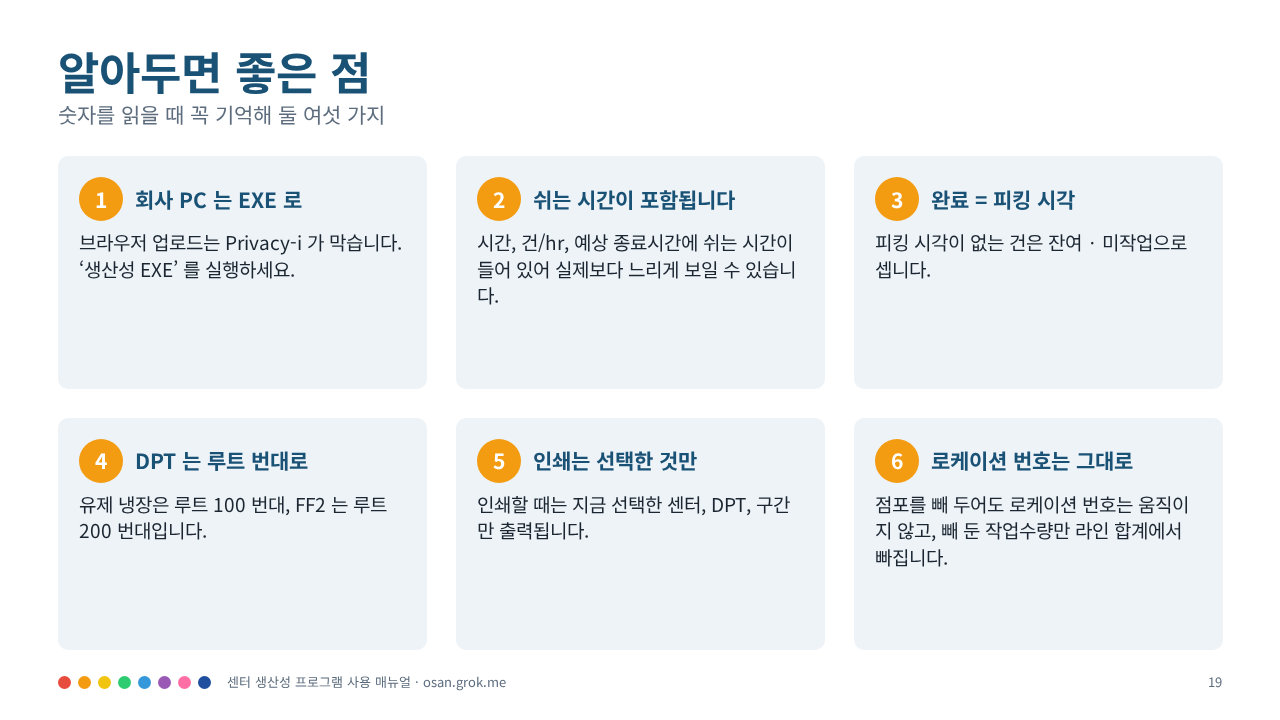 알아두면 좋은 점
숫자를 읽을 때 꼭 기억해 둘 여섯 가지
1 회사 PC 는 EXE 로
브라우저 업로드는 Privacy-i 가 막습니다.
‘생산성 EXE’ 를 실행하세요.
2 쉬는 시간이 포함됩니다
시간, 건/hr, 예상 종료시간에 쉬는 시간이
들어 있어 실제보다 느리게 보일 수 있습니
다.
3 완료 = 피킹 시각
피킹 시각이 없는 건은 잔여 · 미작업으로
셉니다.
4 DPT 는 루트 번대로
유제 냉장은 루트 100 번대, FF2 는 루트
200 번대입니다.
5 인쇄는 선택한 것만
인쇄할 때는 지금 선택한 센터, DPT, 구간
만 출력됩니다.
6 로케이션 번호는 그대로
점포를 빼 두어도 로케이션 번호는 움직이
지 않고, 빼 둔 작업수량만 라인 합계에서
빠집니다.
센터 생산성 프로그램 사용 매뉴얼 · osan.grok.me
19